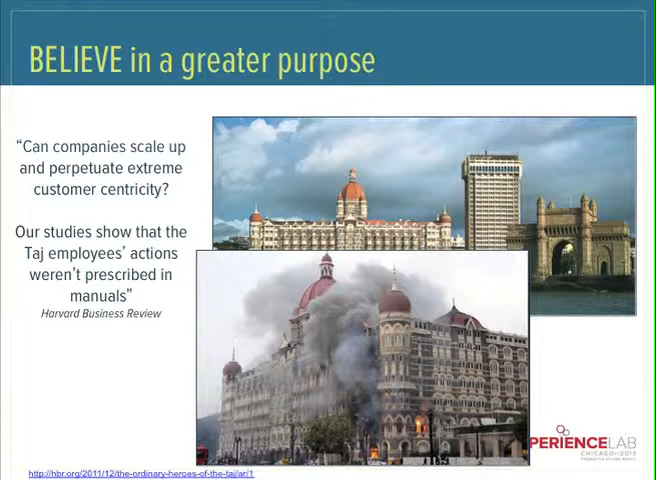 BELIEVE in a greater purpose
“Can companies scale up
and perpetuate extreme
customer centricity?
Our studies show that the
Taj employees’ actions
weren’t prescribed in
manuals”
Harvard Business Review
PERIENCELAB
CHICAGO//2013
http://hbr.org/2011/12/the-ordinary-heroes-of-the-taj/ar/1